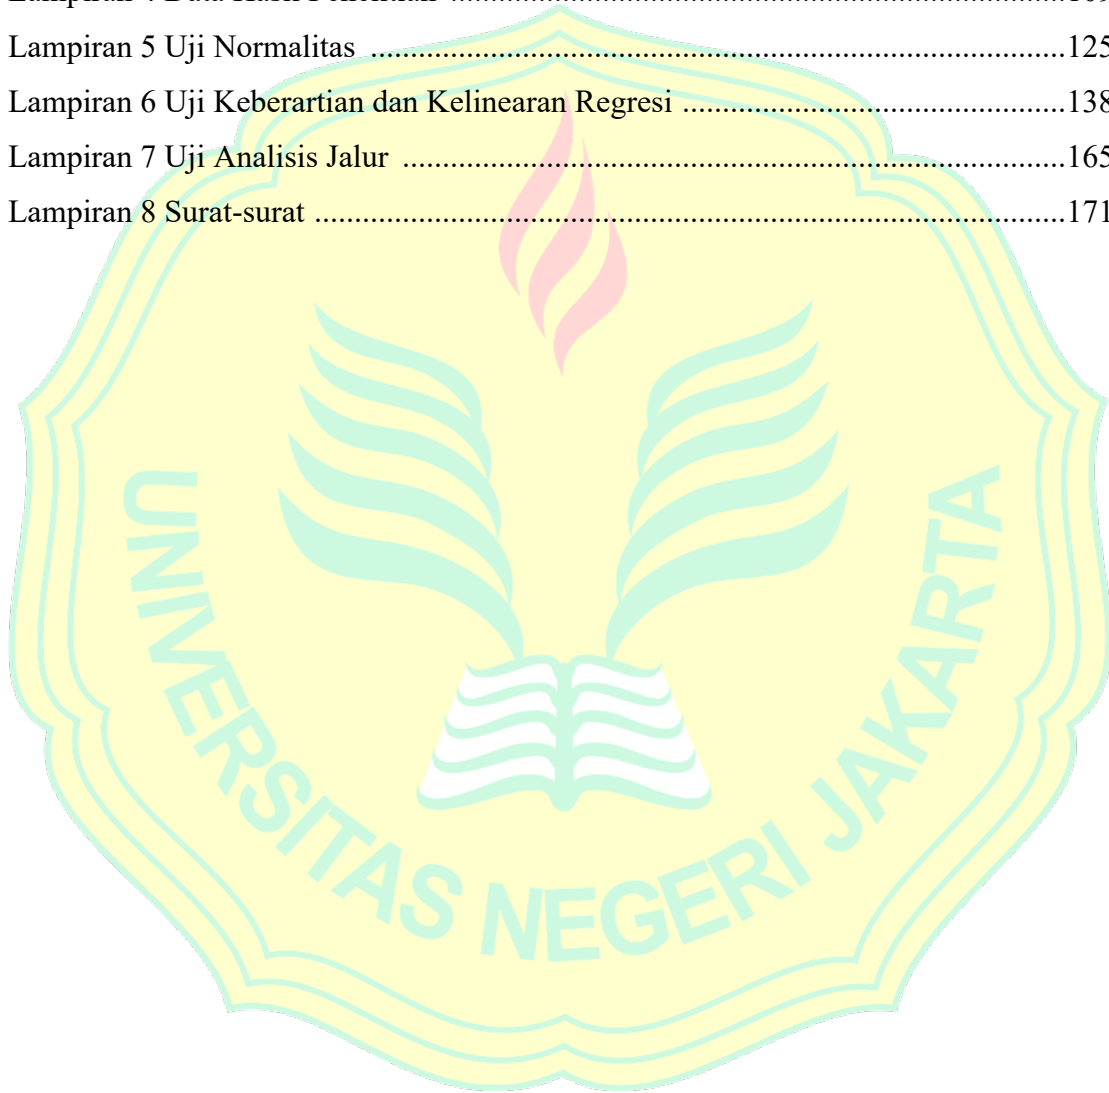 Lampiran 5 Uji Normalitas ........................................................................................125
Lampiran 6 Uji Keberartian dan Kelinearan Regresi .................................................138
Lampiran 7 Uji Analisis Jalur ....................................................................................165
Lampiran 8 Surat-surat ...............................................................................................171
UNIVERSITAS NEGERI JAKARTA